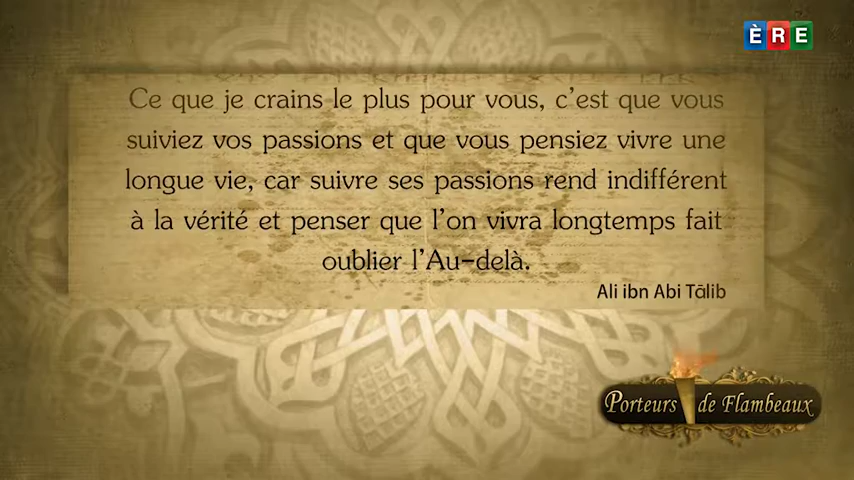 ÈRE
Ce que je crains le plus pour vous, c'est que vous
suiviez vos passions et que vous pensiez vivre une
longue vie, car suivre ses passions rend indifférent
à la vérité et penser que l'on vivra longtemps fait
oublier l'Au-delà.
Ali ibn Abi Tālib
Porteurs de Flambeaux